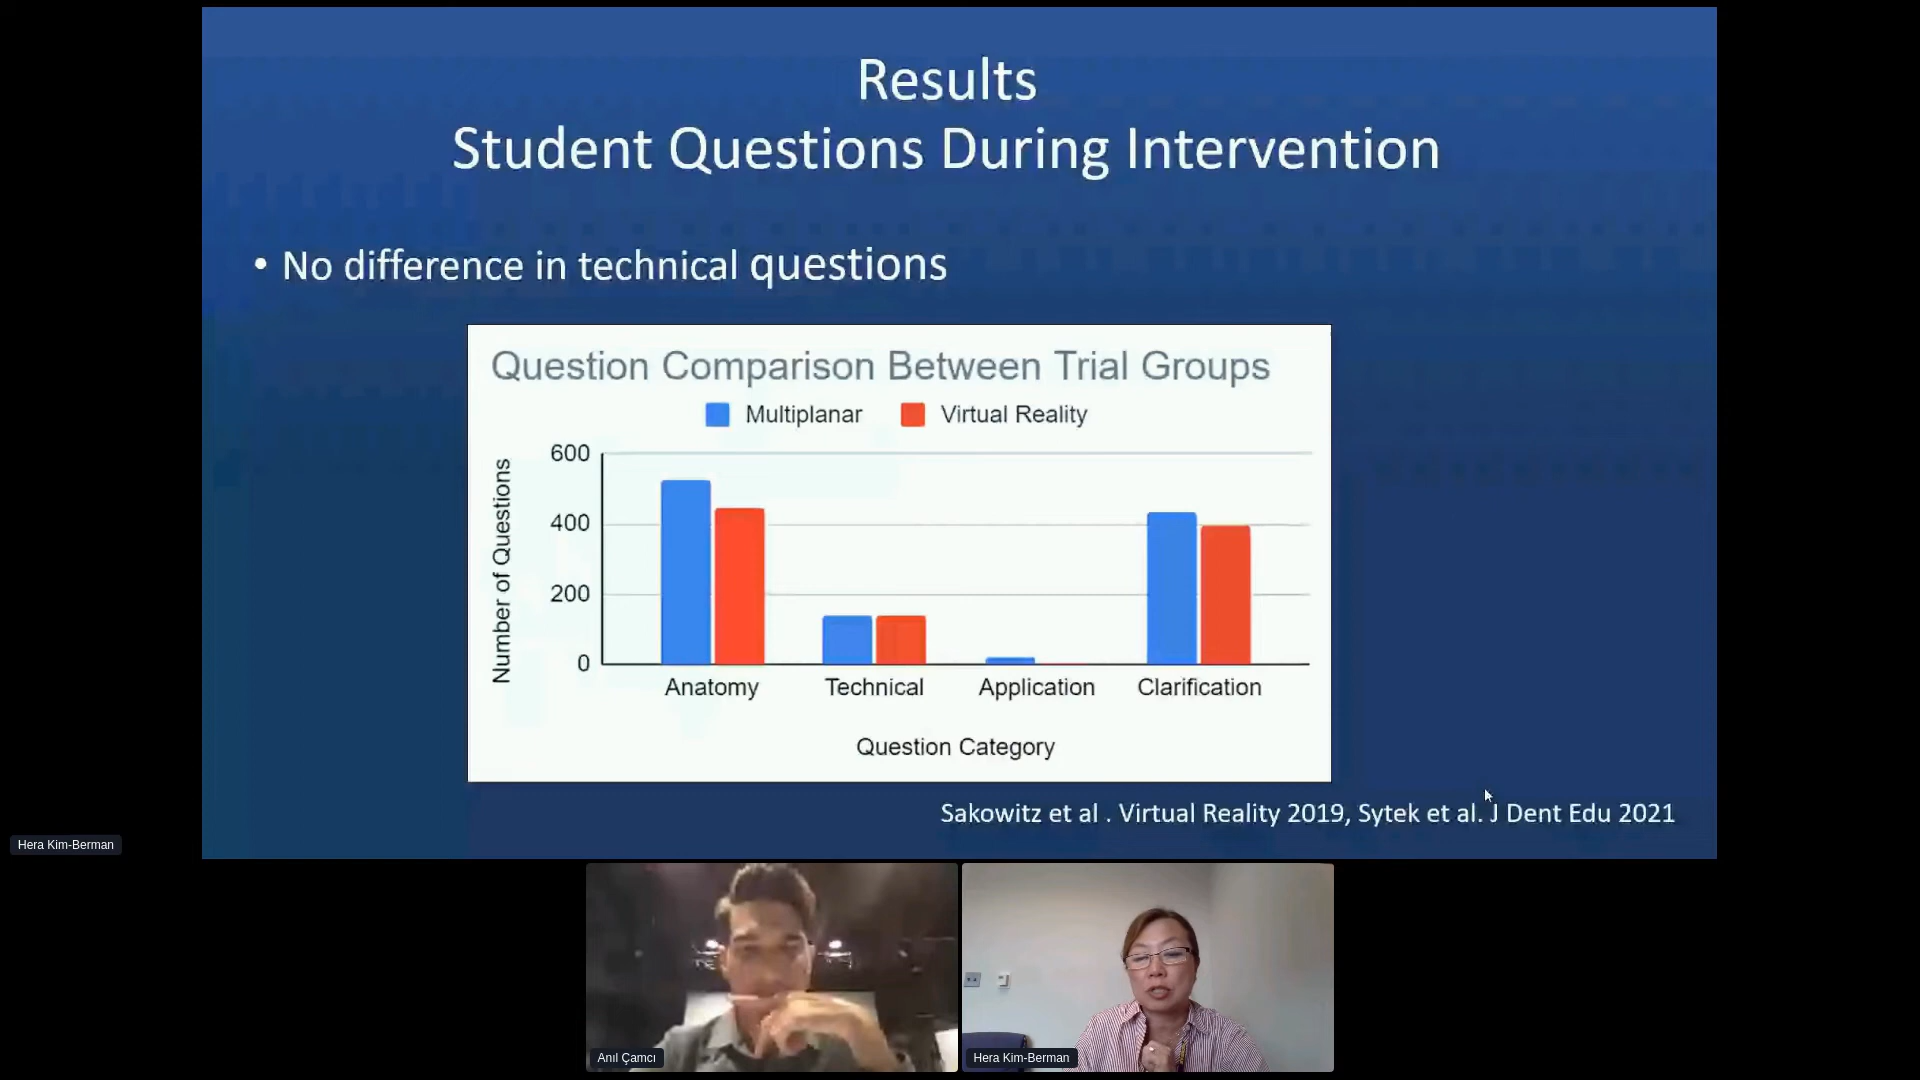 Results
Student Questions During Intervention
• No difference in technical questions
Question Comparison Between Trial Groups
Multiplanar
Virtual Reality
Number of Questions
600
400
200
0
Anatomy
Technical
Application
Clarification
Question Category
Sakowitz et al . Virtual Reality 2019, Sytek et al. J Dent Edu 2021
Hera Kim-Berman
Anıl Çamcı
Hera Kim-Berman